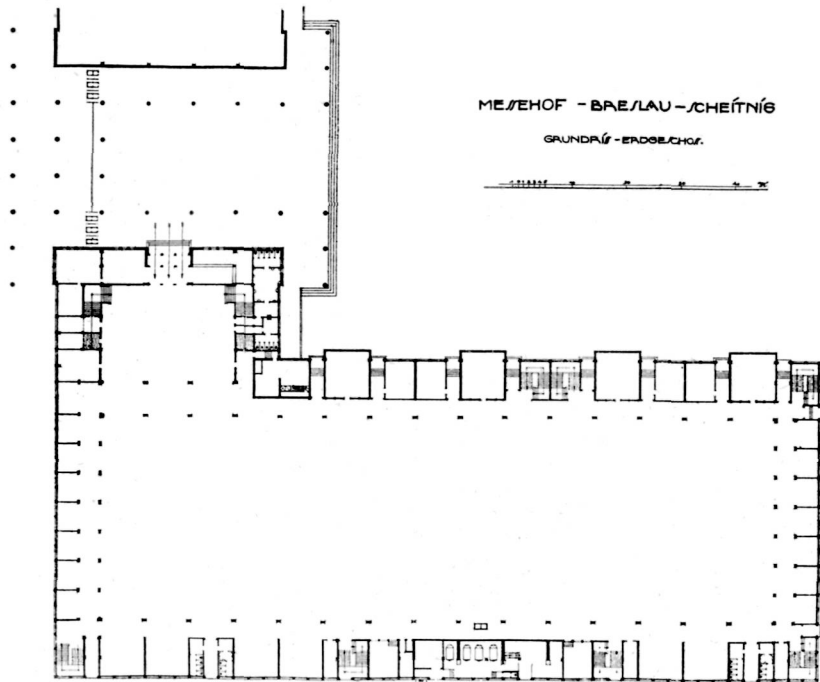 MESSEHOF - BRESLAU - SCHEITNIG
GRUNDRIß - ERDGESCHOß.